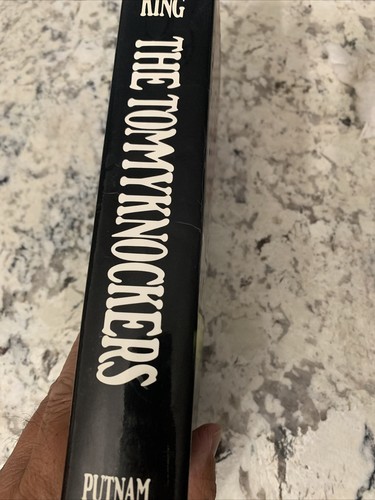 KING
THE TOMMYKNOCKERS
PUTNAM